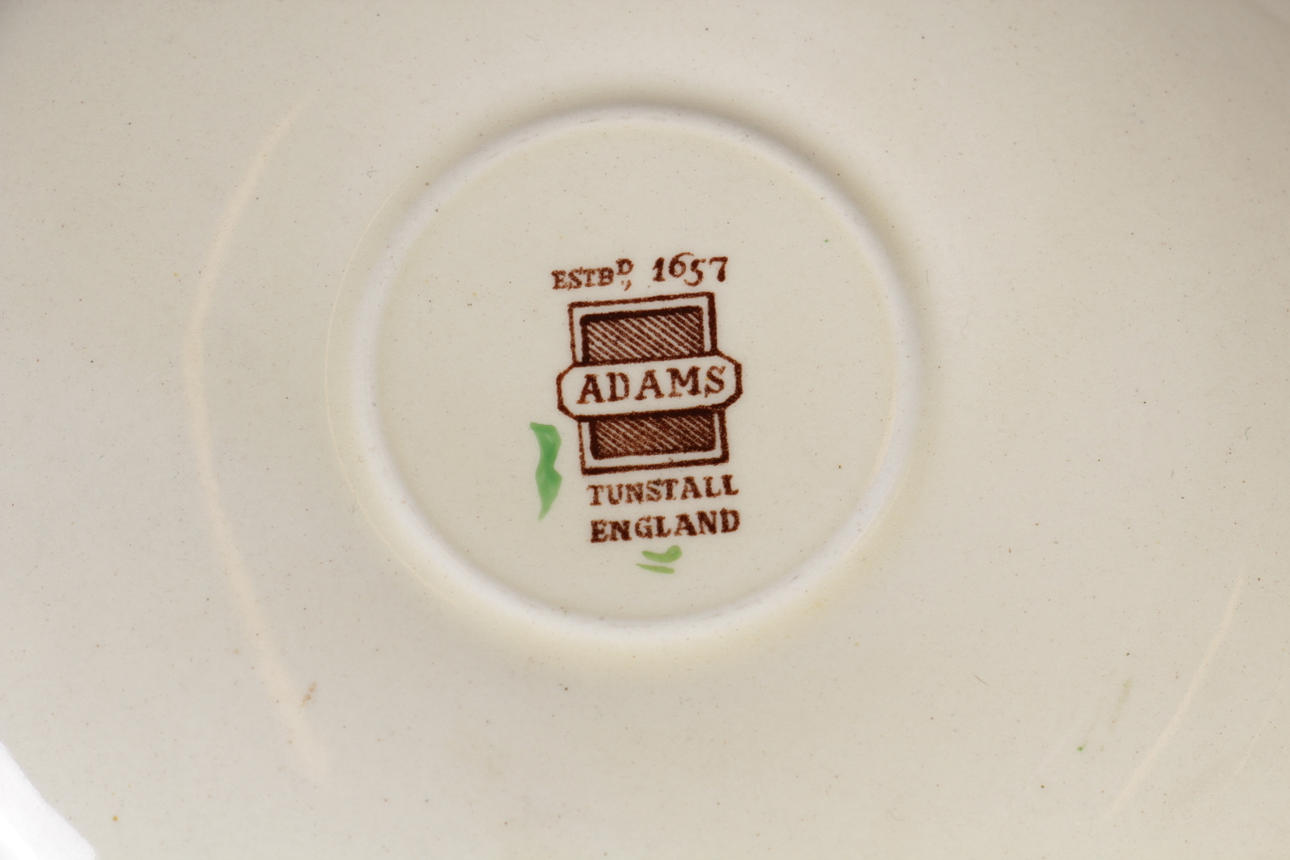 ESTBD, 1657
ADAMS
TUNSTALL
ENGLAND